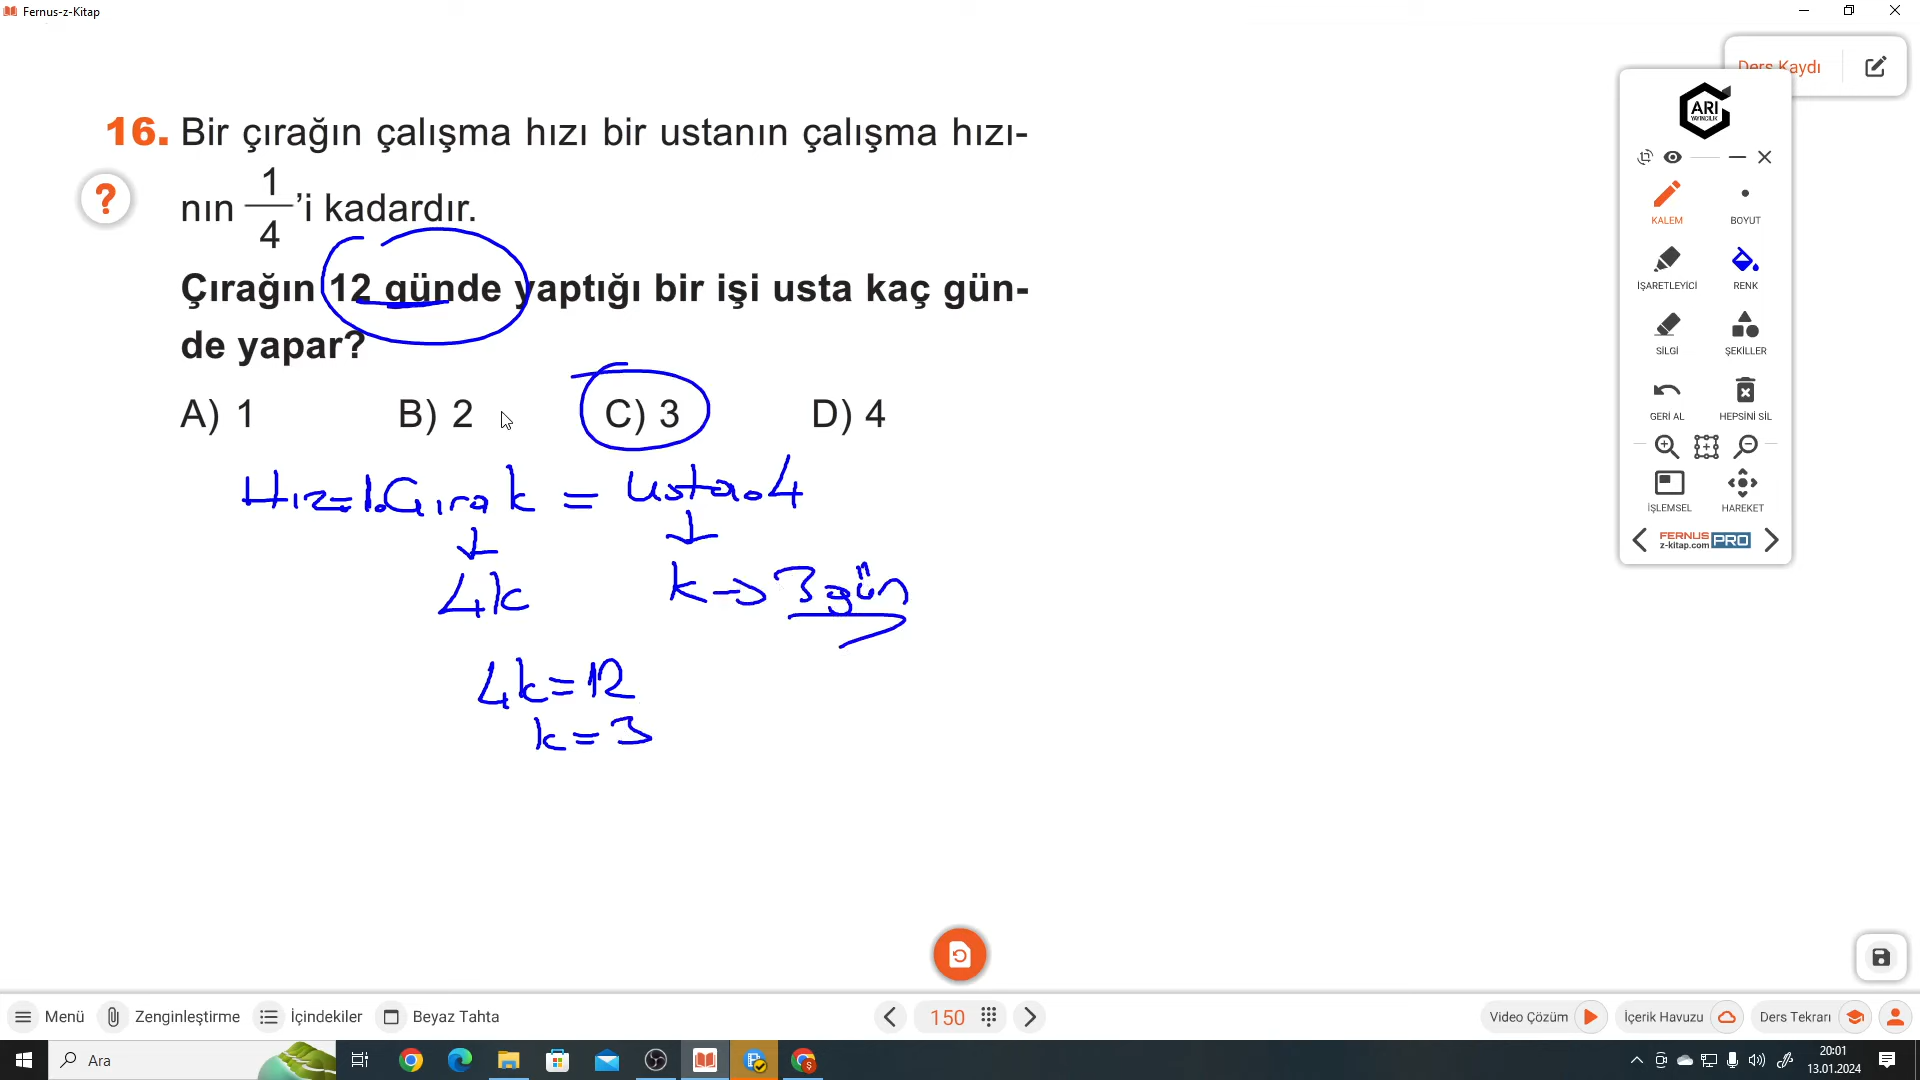 Fernus-z-Kitap
Ders Kaydı
ARI
YAYINCILIK
16. Bir çırağın çalışma hızı bir ustanın çalışma hızı-
nın 1/4 'i kadardır.
?
Çırağın 12 günde yaptığı bir işi usta kaç gün-
de yapar?
A) 1 B) 2 C) 3 D) 4
Hız=1.Çırak = usta.4
4k k→3 gün
4k=12
k=3
KALEM BOYUT
İŞARETLEYİCİ RENK
SİLGİ ŞEKİLLER
GERİ AL HEPSİNİ SİL
İŞLEMSEL HAREKET
FERNUS
z-kitap.com PRO
Menü Zenginleştirme İçindekiler Beyaz Tahta 150 Video Çözüm İçerik Havuzu Ders Tekrarı
Ara
20:01
13.01.2024